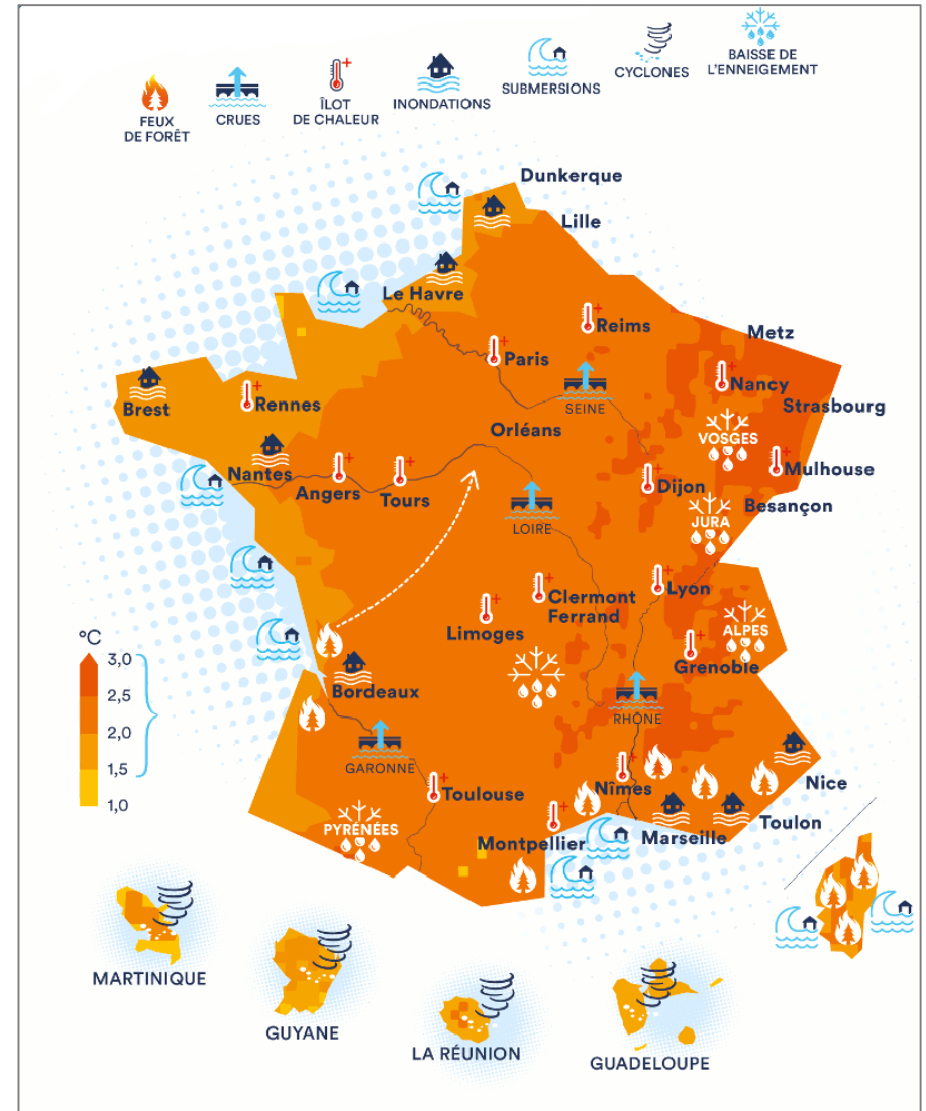 FEUX
DE FORÊT
CRUES
ÎLOT
DE CHALEUR
INONDATIONS
SUBMERSIONS
CYCLONES
BAISSE DE
L'ENNEIGEMENT
Dunkerque
Lille
Le Havre
Reims
Metz
Paris
Nancy
Brest
Rennes
SEINE
Strasbourg
Orléans
VOSGES
Nantes
Angers
Tours
Dijon
Mulhouse
Besançon
LOIRE
JURA
Clermont
Ferrand
Lyon
Limoges
ALPES
Grenoble
°C
3,0
2,5
2,0
1,5
1,0
Bordeaux
RHÔNE
GARONNE
Nîmes
Nice
Toulouse
Toulon
PYRÉNÉES
Montpellier
Marseille
MARTINIQUE
GUYANE
LA RÉUNION
GUADELOUPE